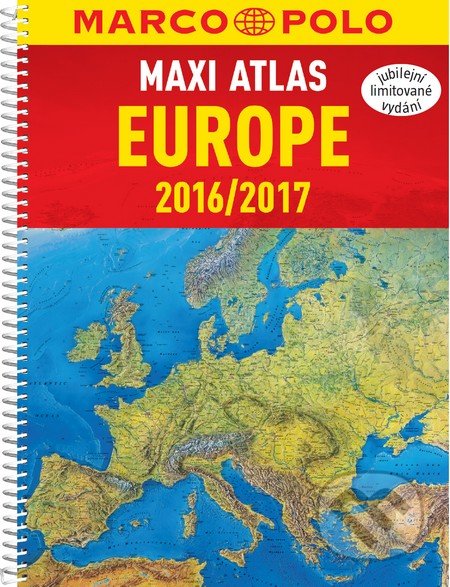 MARCO POLO
MAXI ATLAS
EUROPE
2016/2017
jubilejní
limitované
vydání